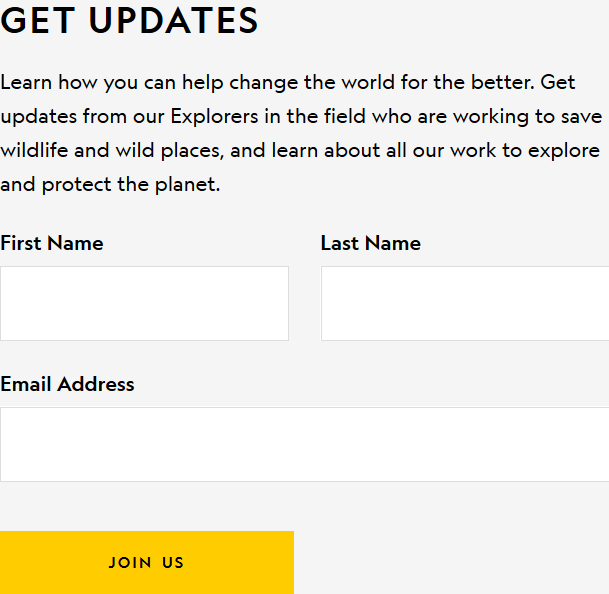 GET UPDATES
Learn how you can help change the world for the better. Get
updates from our Explorers in the field who are working to save
wildlife and wild places, and learn about all our work to explore
and protect the planet.
First Name Last Name
Email Address
JOIN US